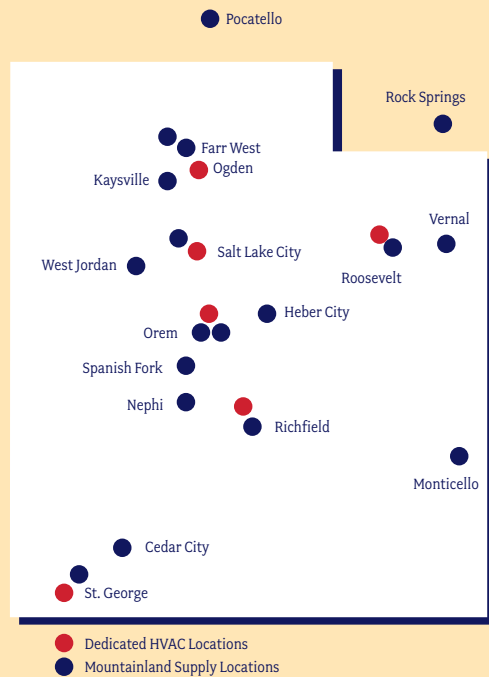 Pocatello
Rock Springs
Farr West
Ogden
Kaysville
Vernal
Salt Lake City
West Jordan
Roosevelt
Heber City
Orem
Spanish Fork
Nephi
Richfield
Monticello
Cedar City
St. George
Dedicated HVAC Locations
Mountainland Supply Locations